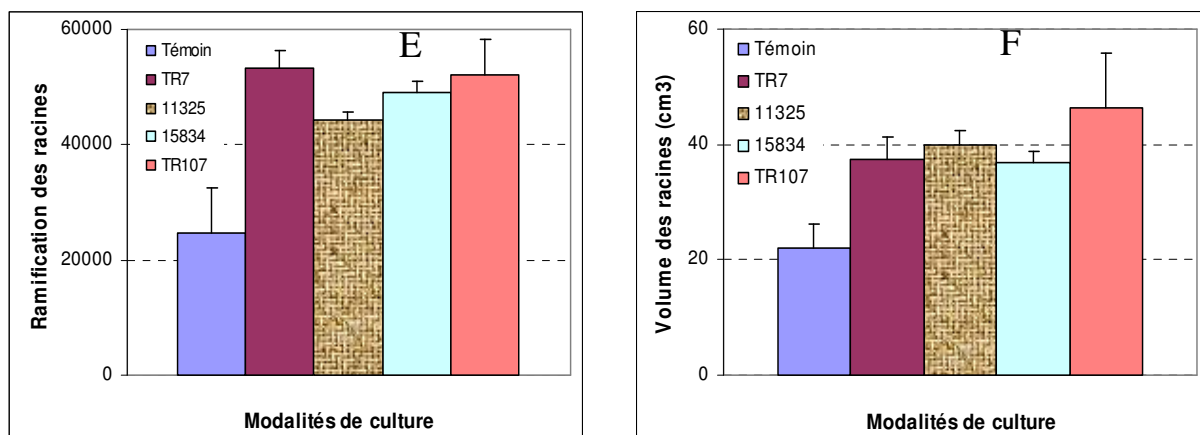 E
60000
40000
20000
0
Ramification des racines
Témoin
TR7
11325
15834
TR107
Modalités de culture
F
60
40
20
0
Volume des racines (cm3)
Témoin
TR7
11325
15834
TR107
Modalités de culture